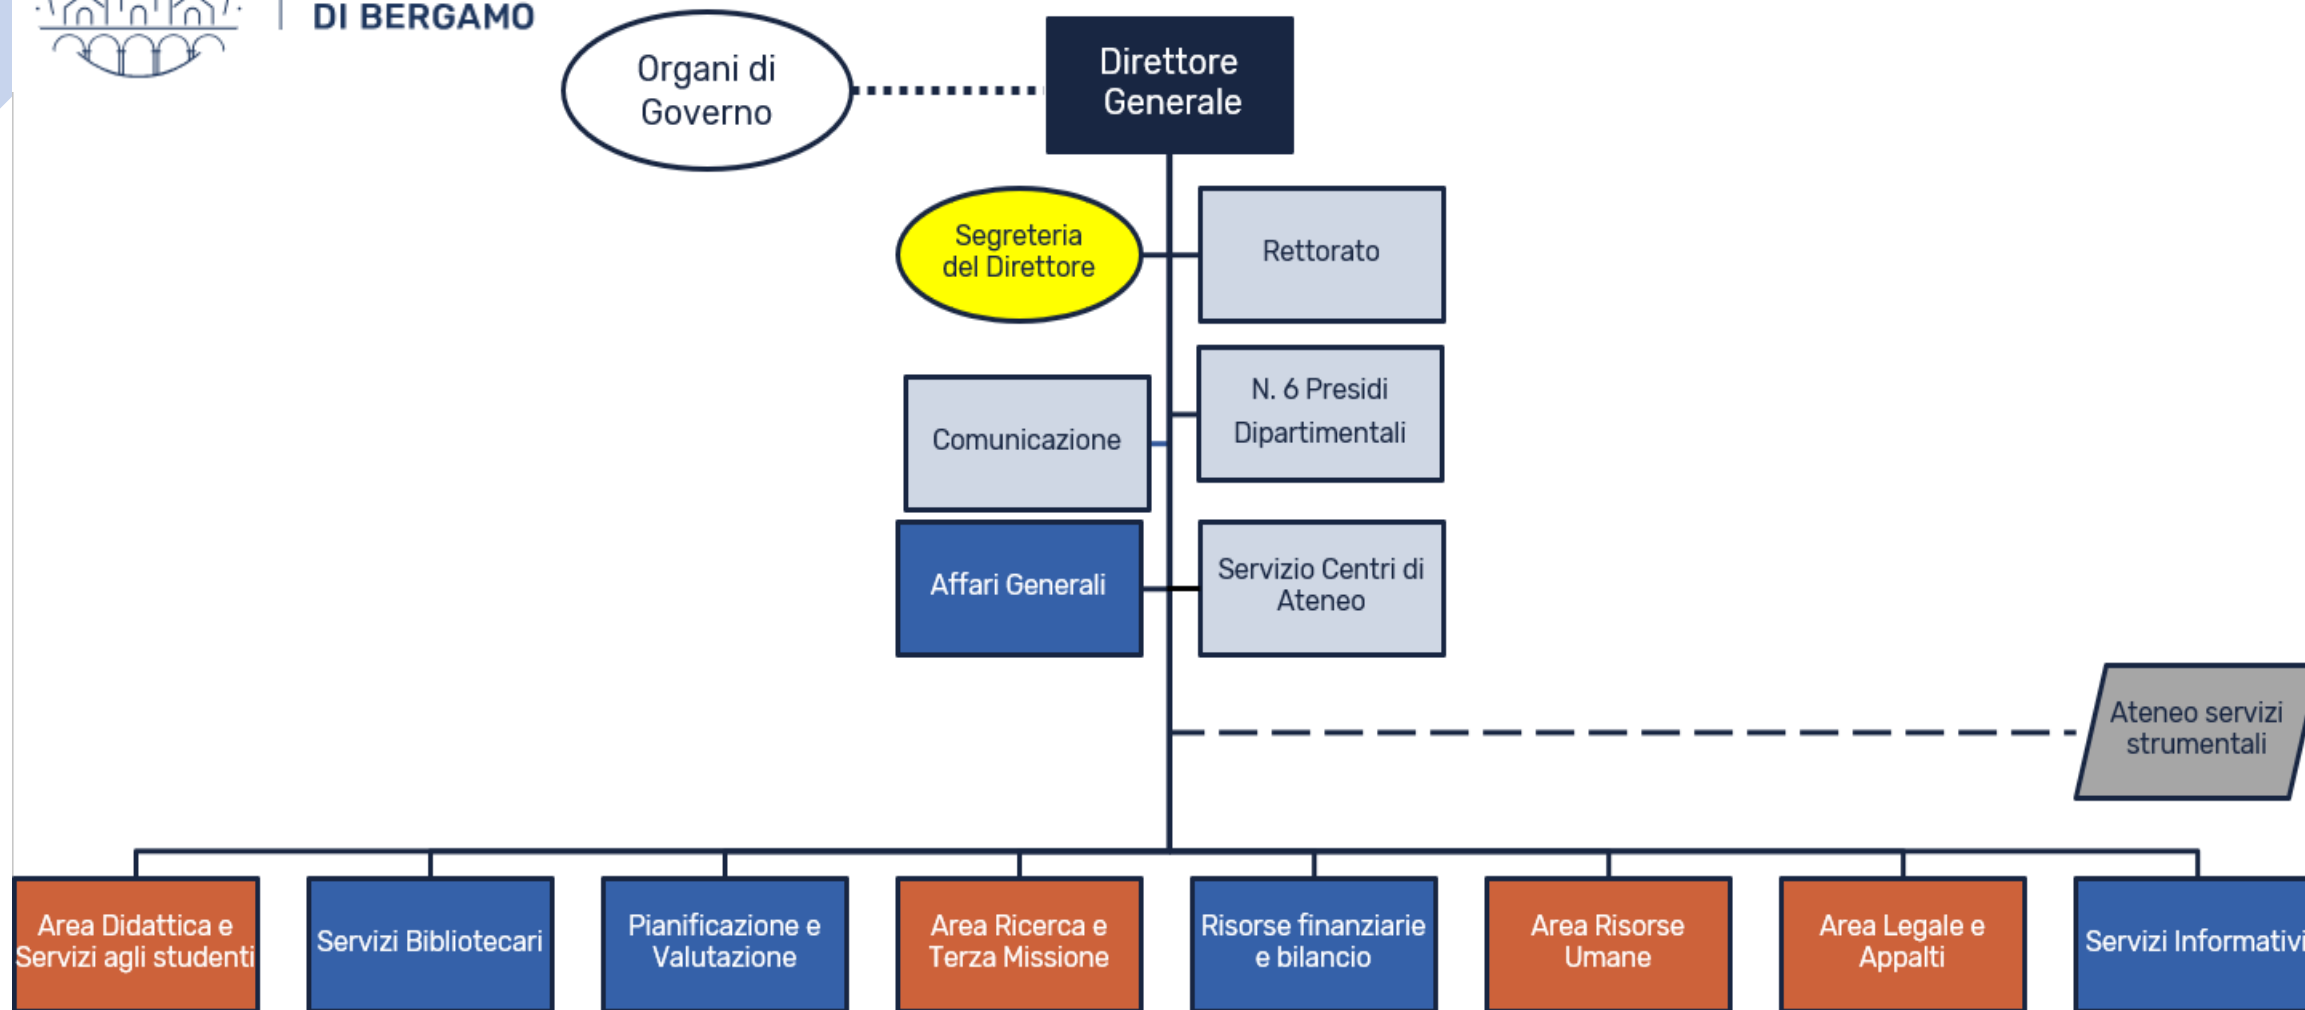 DI BERGAMO
Organi di
Governo
Direttore
Generale
Segreteria
del Direttore
Rettorato
Comunicazione
N. 6 Presidi
Dipartimentali
Affari Generali
Servizio Centri di
Ateneo
Ateneo servizi
strumentali
Area Didattica e
Servizi agli studenti
Servizi Bibliotecari
Pianificazione e
Valutazione
Area Ricerca e
Terza Missione
Risorse finanziarie
e bilancio
Area Risorse
Umane
Area Legale e
Appalti
Servizi Informativi